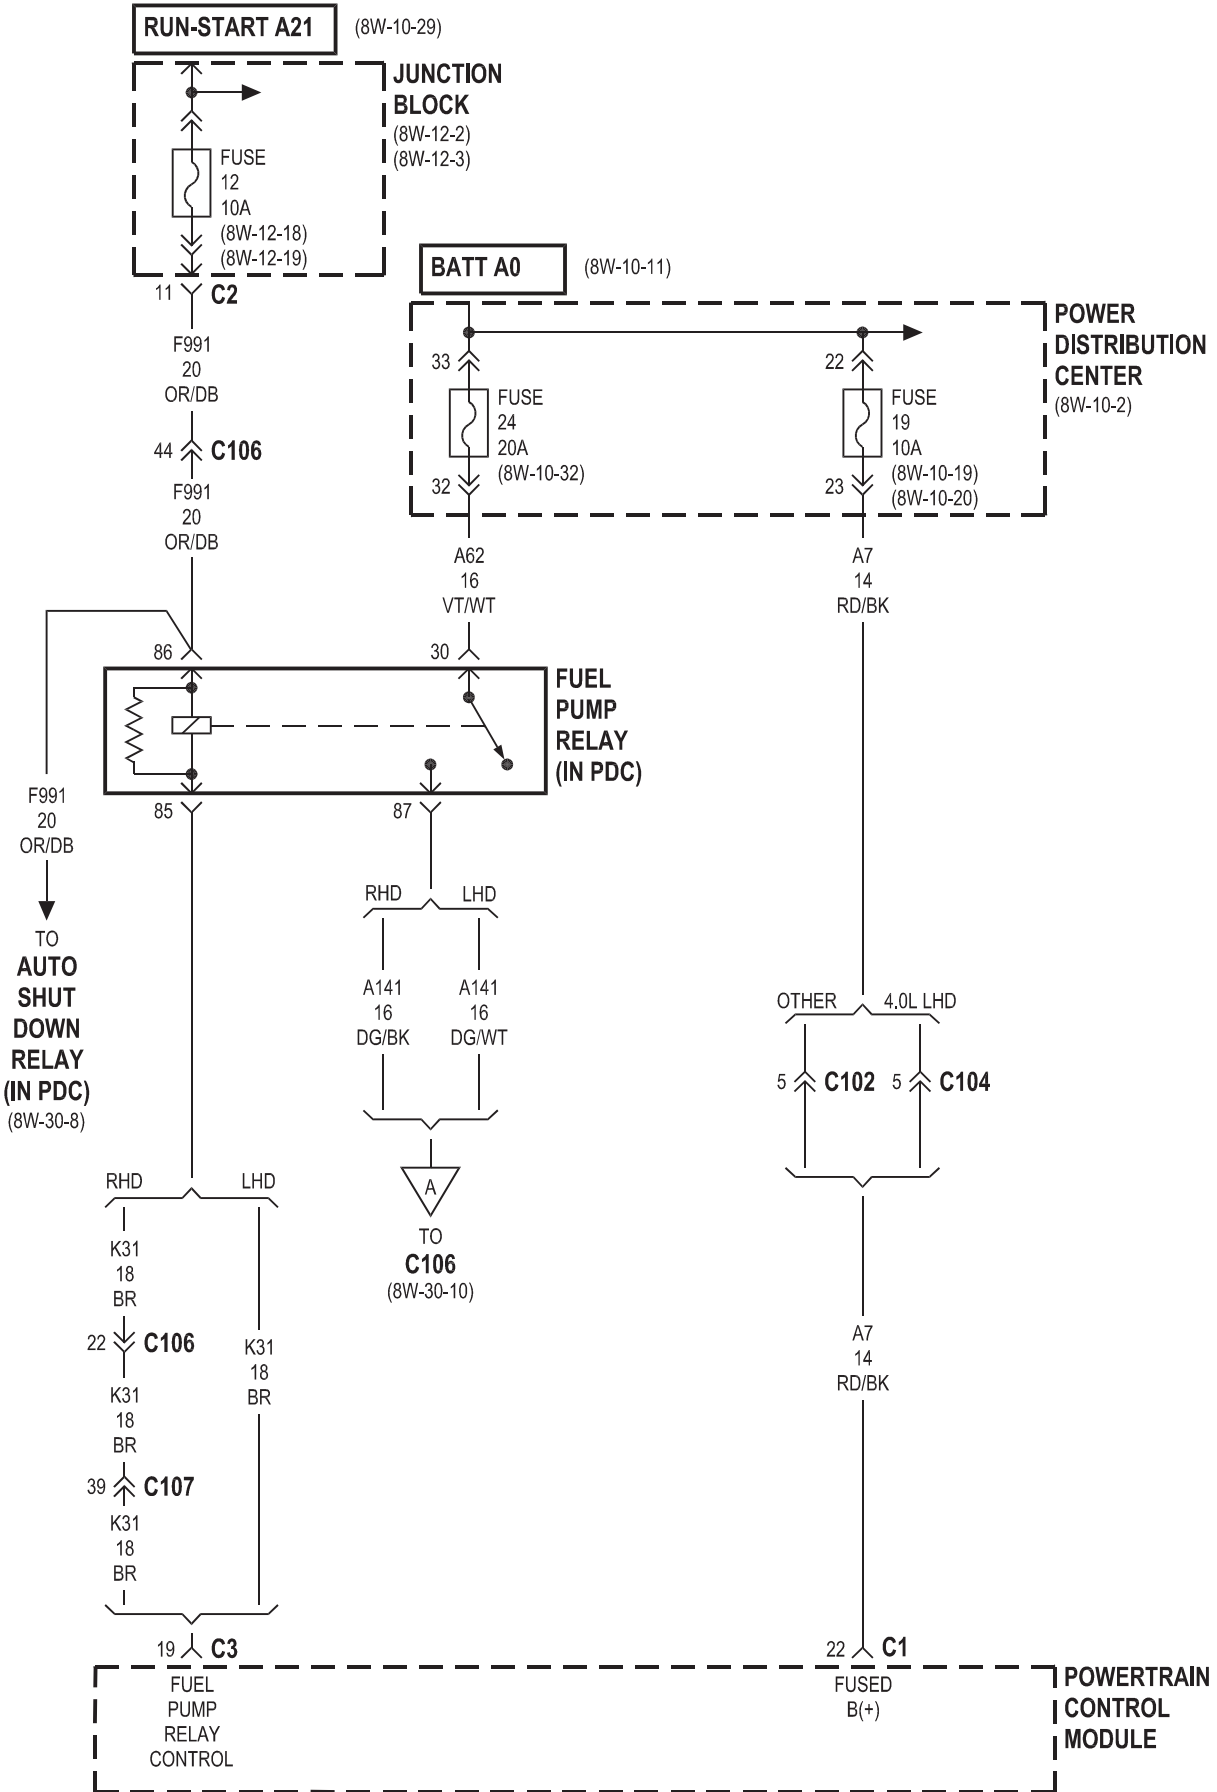 RUN-START A21
(8W-10-29)
JUNCTION
BLOCK
(8W-12-2)
(8W-12-3)
FUSE
12
10A
(8W-12-18)
(8W-12-19)
11
C2
F991
20
OR/DB
44
C106
F991
20
OR/DB
BATT A0
(8W-10-11)
POWER
DISTRIBUTION
CENTER
(8W-10-2)
33
FUSE
24
20A
(8W-10-32)
32
22
FUSE
19
10A
(8W-10-19)
(8W-10-20)
23
A62
16
VT/WT
A7
14
RD/BK
86
30
FUEL
PUMP
RELAY
(IN PDC)
85
87
F991
20
OR/DB
TO
AUTO
SHUT
DOWN
RELAY
(IN PDC)
(8W-30-8)
RHD
LHD
A141
16
DG/BK
A141
16
DG/WT
A
TO
C106
(8W-30-10)
OTHER
4.0L LHD
5
C102
5
C104
RHD
LHD
K31
18
BR
22
C106
K31
18
BR
39
C107
K31
18
BR
K31
18
BR
A7
14
RD/BK
19
C3
22
C1
FUEL
PUMP
RELAY
CONTROL
FUSED
B(+)
POWERTRAIN
CONTROL
MODULE